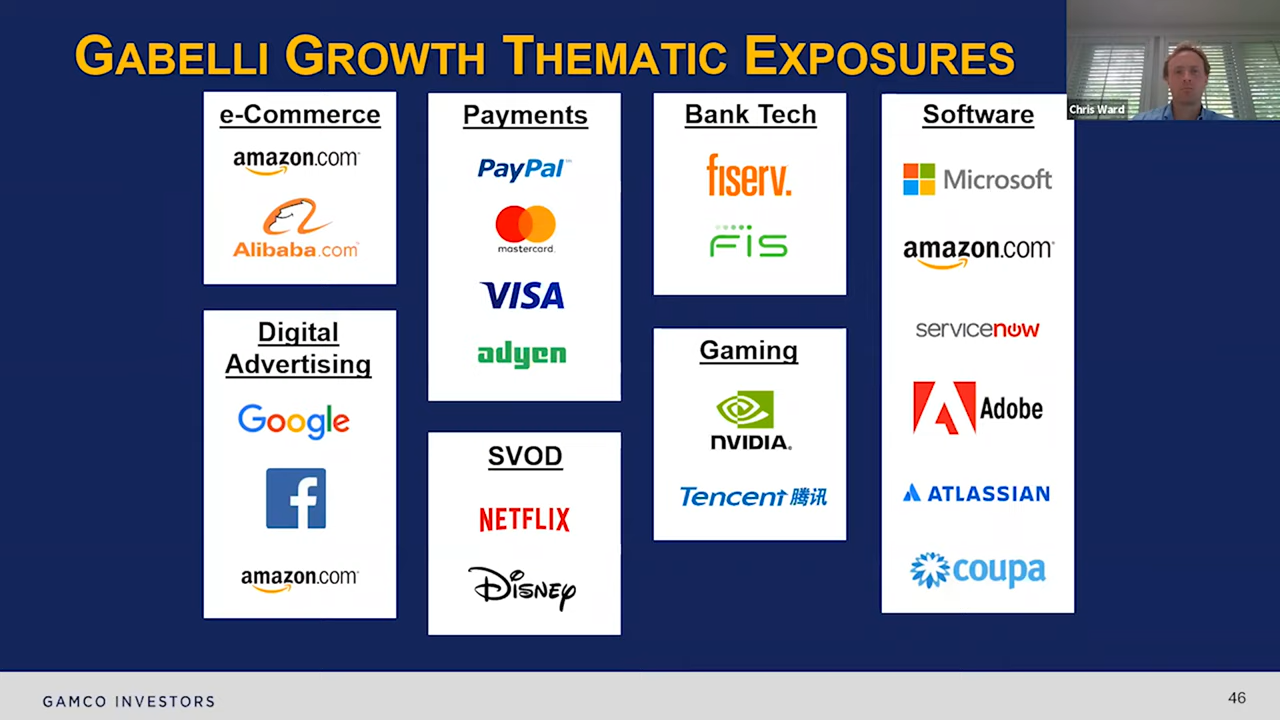 GABELLI GROWTH THEMATIC EXPOSURES
Chris Ward
e-Commerce
amazon.com
Alibaba.com
Digital
Advertising
Google
f
amazon.com
Payments
PayPal
mastercard.
VISA
adyen
SVOD
NETFLIX
DISNEY
Bank Tech
fiserv.
FIS
Gaming
NVIDIA.
Tencent 腾讯
Software
Microsoft
amazon.com
servicenow
Adobe
ATLASSIAN
coupa
GAMCO INVESTORS
46